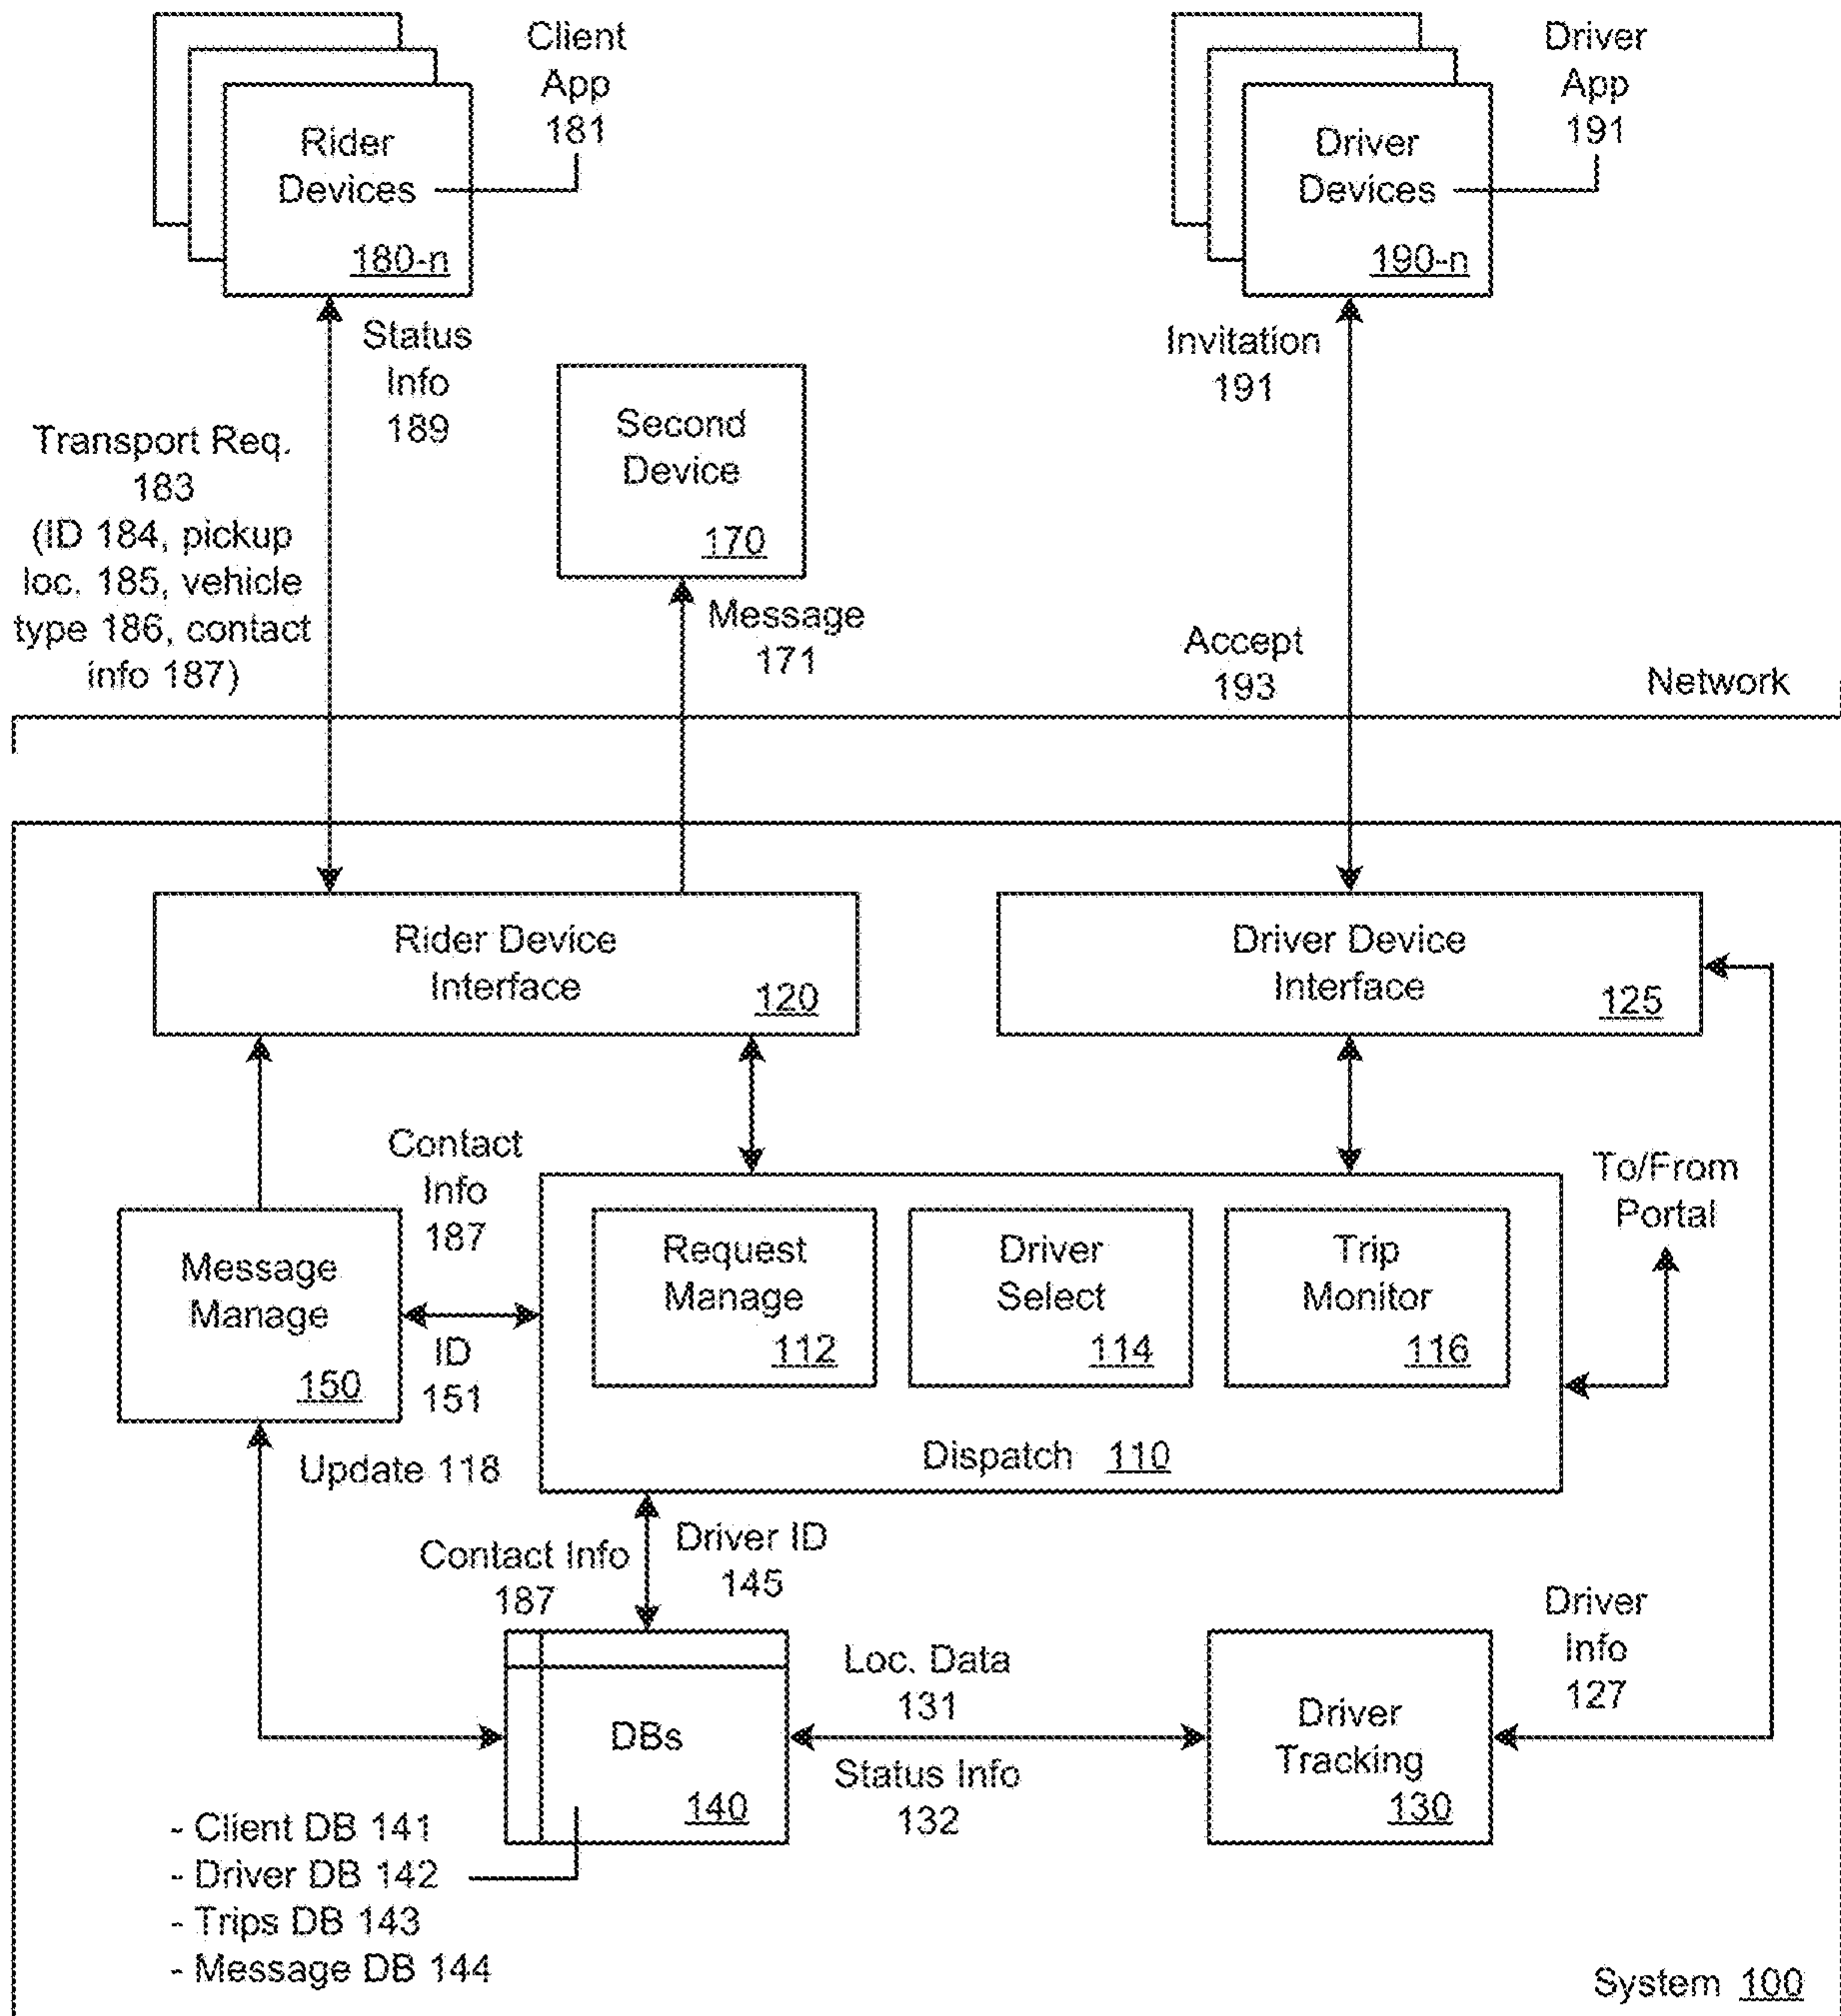 Client
App
181
Rider
Devices
180-n
Driver
App
191
Driver
Devices
190-n
Status
Info
189
Transport Req.
183
(ID 184, pickup
loc. 185, vehicle
type 186, contact
info 187)
Second
Device
170
Message
171
Invitation
191
Accept
193
Network
Rider Device
Interface
120
Driver Device
Interface
125
Contact
Info
187
Message
Manage
150
ID
151
Request
Manage
112
Driver
Select
114
Trip
Monitor
116
Dispatch 110
To/From
Portal
Update 118
Contact Info
187
Driver ID
145
DBs
140
Loc. Data
131
Status Info
132
Driver
Tracking
130
Driver
Info
127
- Client DB 141
- Driver DB 142
- Trips DB 143
- Message DB 144
System 100